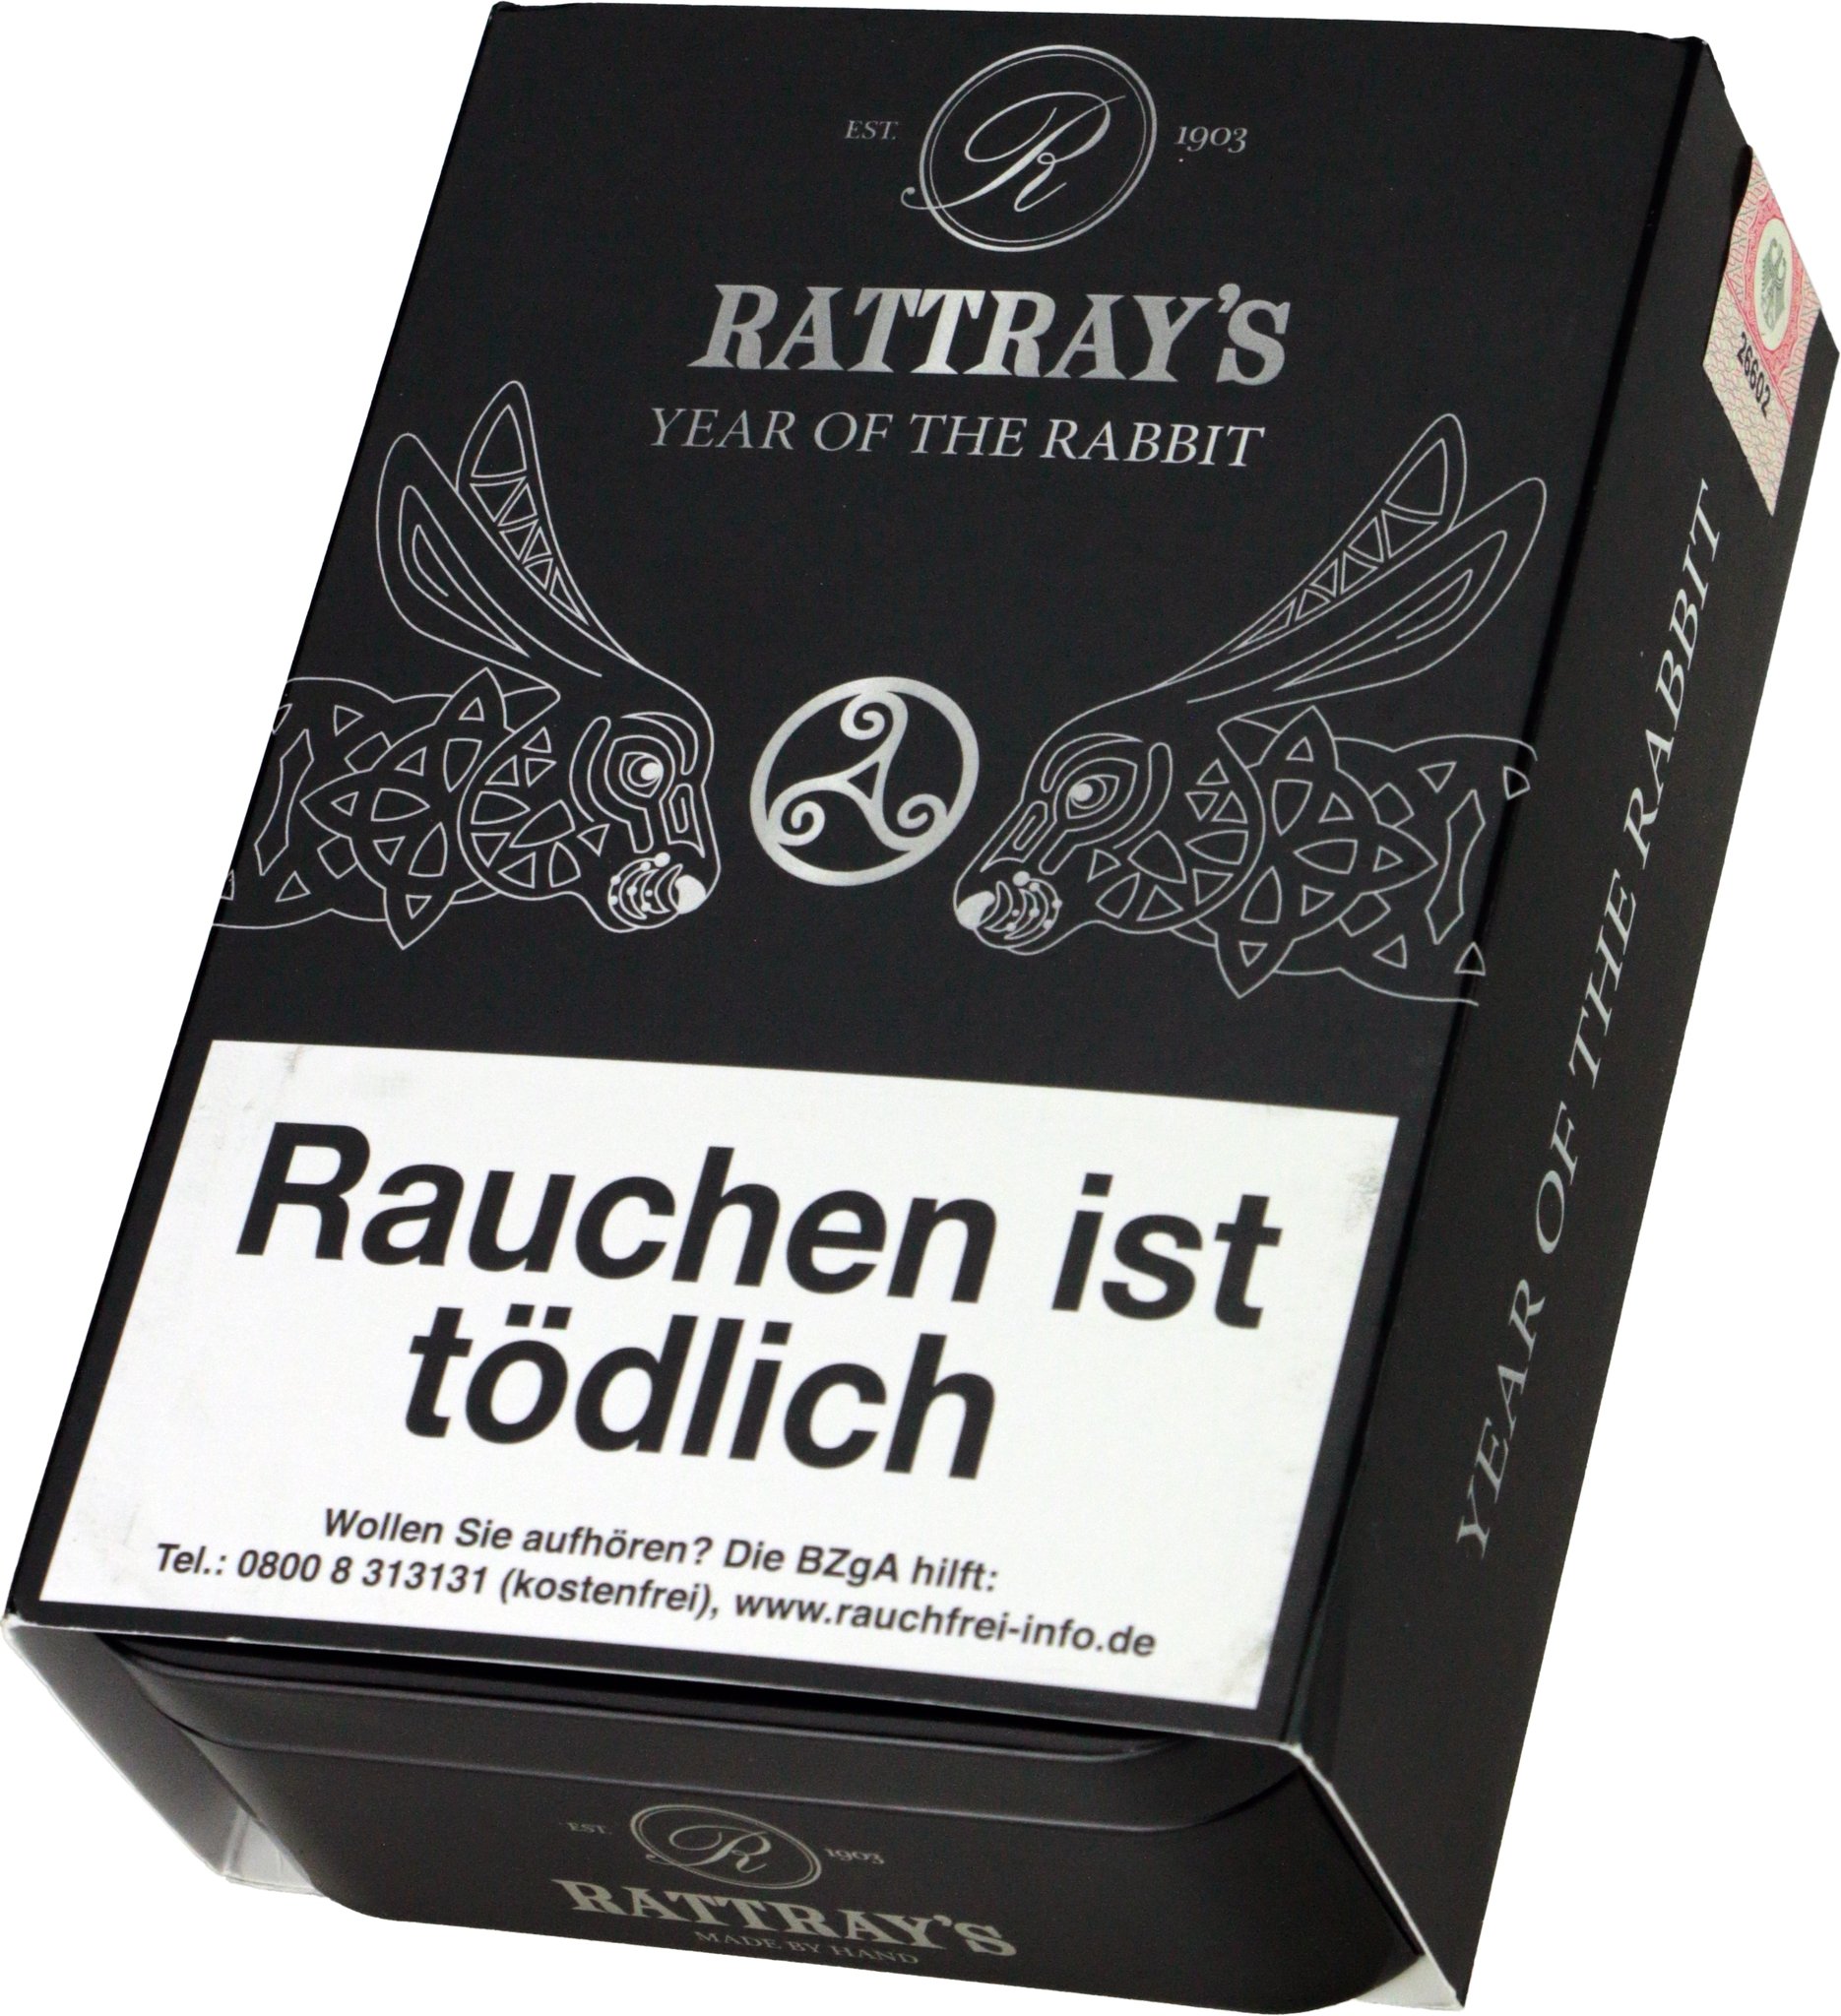 EST. R 1903
RATTRAY'S
YEAR OF THE RABBIT
Rauchen ist
tödlich
Wollen Sie aufhören? Die BZgA hilft:
Tel.: 0800 8 313131 (kostenfrei), www.rauchfrei-info.de
EST. R 1903
RATTRAY'S
MADE BY HAND
YEAR OF THE RABBIT
26602